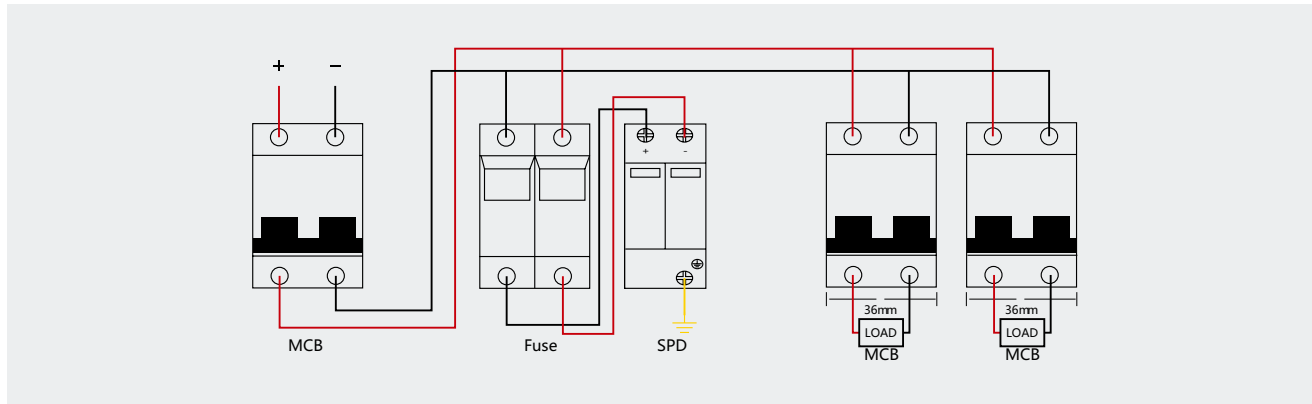 + −
+ -
36mm 36mm
LOAD LOAD
MCB Fuse SPD MCB MCB